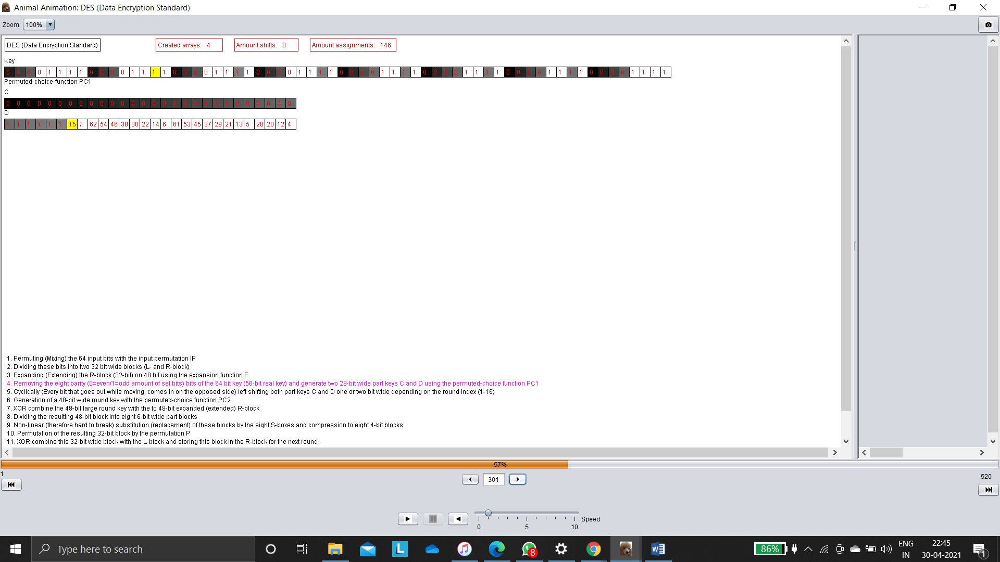 Animal Animation: DES (Data Encryption Standard)
Zoom 100%
DES (Data Encryption Standard) Created arrays: 4 Amount shifts: 0 Amount assignments: 146
Key
0 0 0 0 1 1 1 1 0 0 0 0 1 1 1 1 0 0 0 0 1 1 1 1 0 0 0 0 1 1 1 1 0 0 0 0 1 1 1 1 0 0 0 0 1 1 1 1 0 0 0 0 1 1 1 1 0 0 0 0 1 1 1 1
Permuted-choice-function PC1
C
0 0 0 0 0 0 0 0 0 0 0 0 0 0 0 0 0 0 0 0 0 0 0 0 0 0 0 0
D
1 1 1 1 1 1 15 7 62 54 46 38 30 22 14 6 61 53 45 37 29 21 13 5 28 20 12 4
1. Permuting (Mixing) the 64 input bits with the input permutation IP
2. Dividing these bits into two 32 bit wide blocks (L- and R-block)
3. Expanding (Extending) the R-block (32-bit) on 48 bit using the expansion function E
4. Removing the eight parity (0=even/1=odd amount of set bits) bits of the 64 bit key (56-bit real key) and generate two 28-bit wide part keys C and D using the permuted-choice function PC1
5. Cyclically (Every bit that goes out while moving, comes in on the opposed side) left shifting both part keys C and D one or two bit wide depending on the round index (1-16)
6. Generation of a 48-bit wide round key with the permuted-choice function PC2
7. XOR combine the 48-bit large round key with the to 48-bit expanded (extended) R-block
8. Dividing the resulting 48-bit block into eight 6-bit wide part blocks
9. Non-linear (therefore hard to break) substitution (replacement) of these blocks by the eight S-boxes and compression to eight 4-bit blocks
10. Permutation of the resulting 32-bit block by the permutation P
11. XOR combine this 32-bit wide block with the L-block and storing this block in the R-block for the next round
57%
1 301 520
Speed
0 5 10
Type here to search
L
8
86%
ENG
IN
22:45
30-04-2021
1